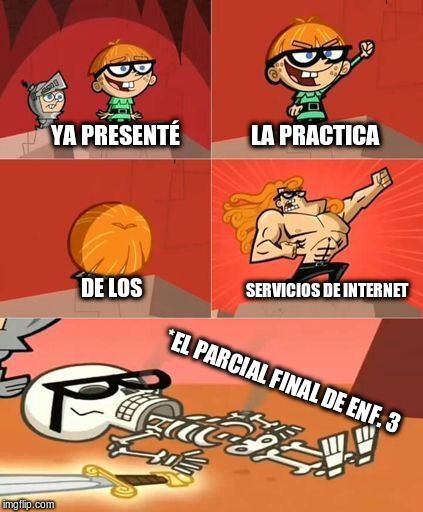 YA PRESENTÉ
LA PRACTICA
DE LOS
SERVICIOS DE INTERNET
*EL PARCIAL FINAL DE ENF. 3
imgflip.com